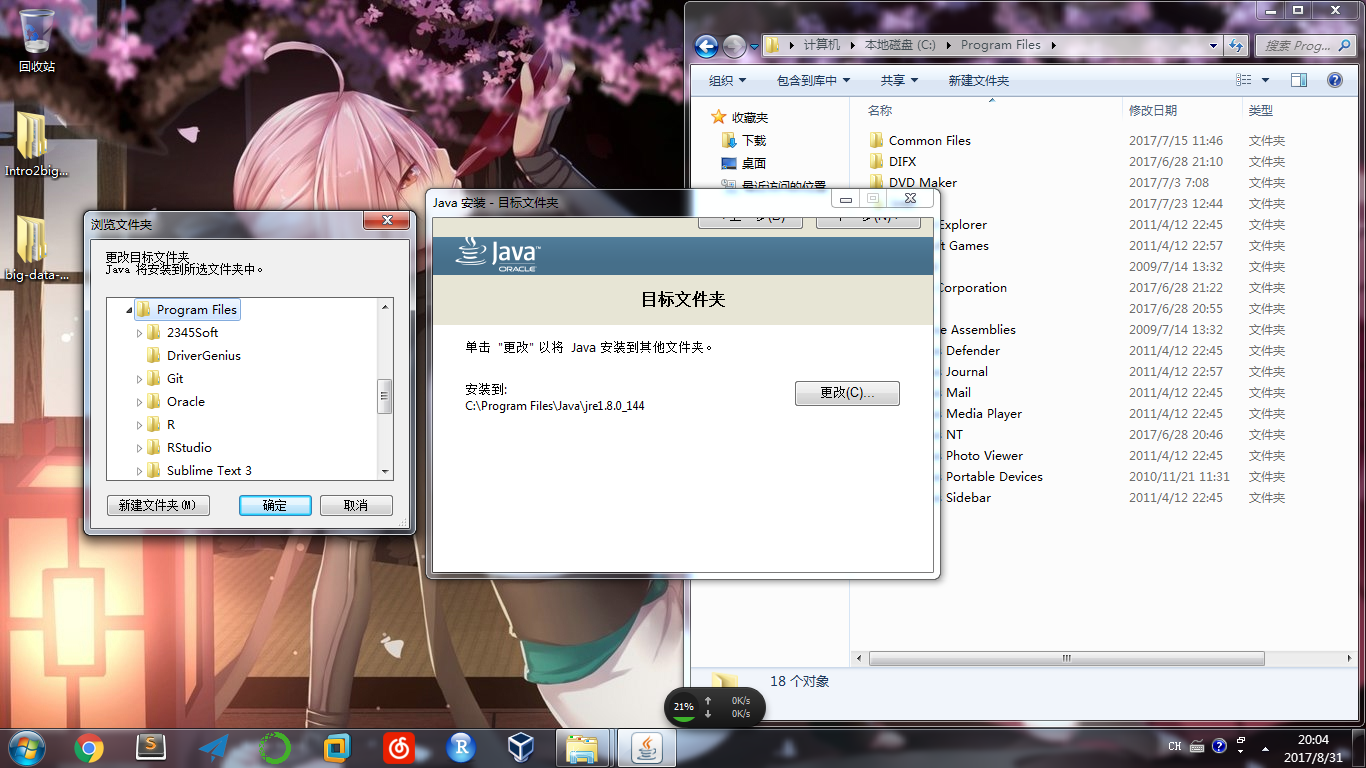 回收站
Intro2big...
big-data-...
计算机
本地磁盘 (C:)
Program Files
搜索 Prog...
组织
包含到库中
共享
新建文件夹
收藏夹
下载
桌面
最近访问的位置
名称
修改日期
类型
Common Files 2017/7/15 11:46 文件夹
DIFX 2017/6/28 21:10 文件夹
DVD Maker 2017/7/3 7:08 文件夹
2017/7/23 12:44 文件夹
Explorer 2011/4/12 22:45 文件夹
Games 2011/4/12 22:57 文件夹
2009/7/14 13:32 文件夹
Corporation 2017/6/28 21:22 文件夹
2017/6/28 20:55 文件夹
e Assemblies 2009/7/14 13:32 文件夹
Defender 2011/4/12 22:45 文件夹
Journal 2011/4/12 22:57 文件夹
Mail 2011/4/12 22:45 文件夹
Media Player 2011/4/12 22:45 文件夹
NT 2017/6/28 20:46 文件夹
Photo Viewer 2011/4/12 22:45 文件夹
Portable Devices 2010/11/21 11:31 文件夹
Sidebar 2011/4/12 22:45 文件夹
18 个对象
浏览文件夹
更改目标文件夹
Java 将安装到所选文件夹中。
Program Files
2345Soft
DriverGenius
Git
Oracle
R
RStudio
Sublime Text 3
新建文件夹(M)
确定
取消
Java 安装 - 目标文件夹
Java™
ORACLE
目标文件夹
单击 "更改" 以将 Java 安装到其他文件夹。
安装到:
C:\Program Files\Java\jre1.8.0_144
更改(C)...
21%
0K/s
0K/s
CH
20:04
2017/8/31